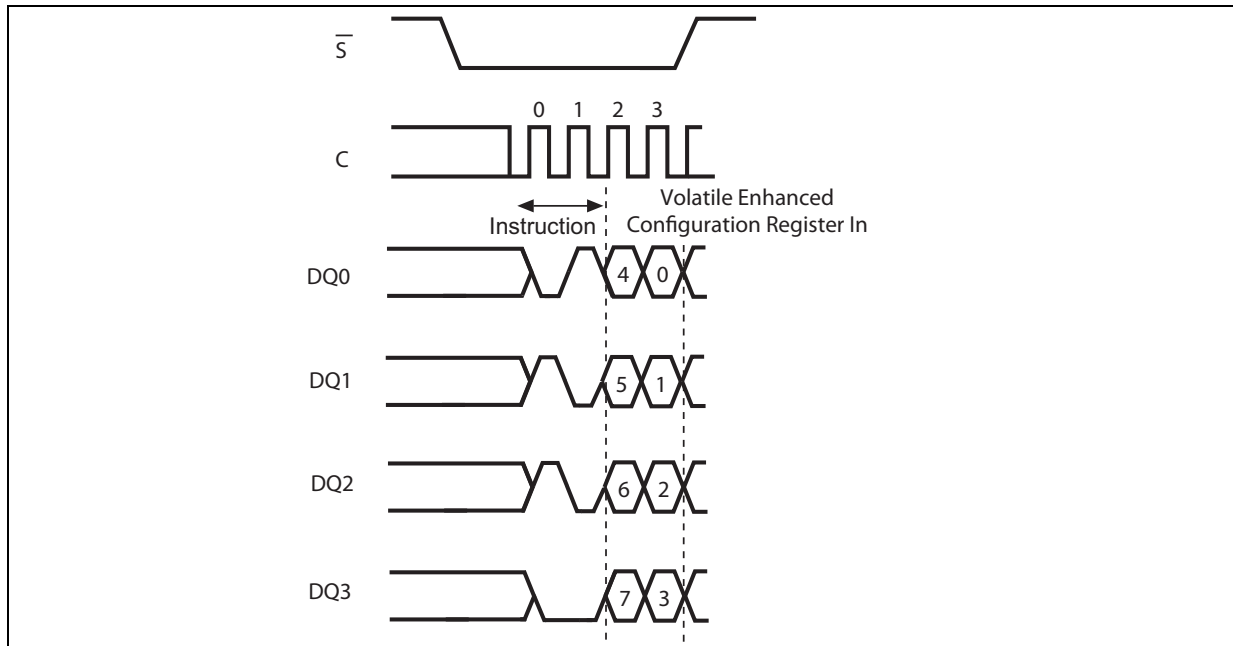 S
C
0 1 2 3
Instruction
Volatile Enhanced
Configuration Register In
DQ0
4 0
DQ1
5 1
DQ2
6 2
DQ3
7 3